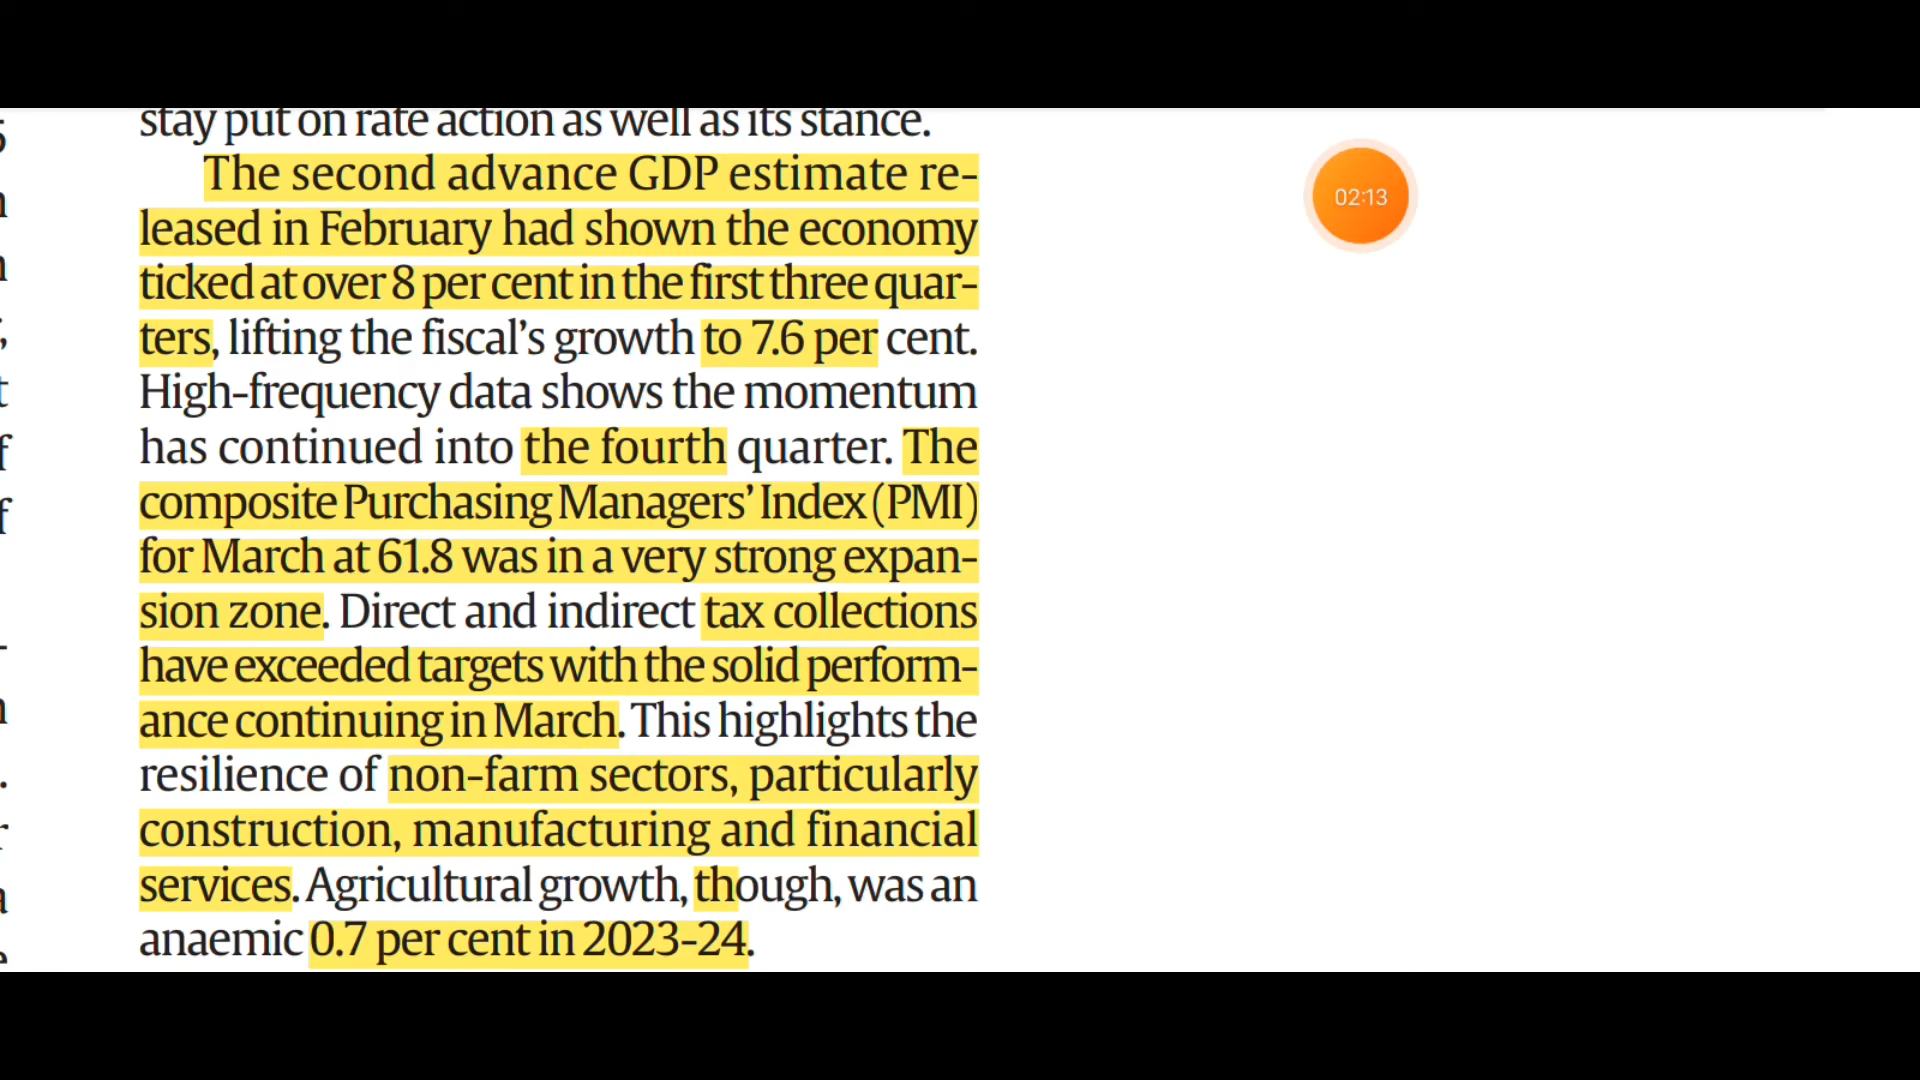 stay put on rate action as well as its stance.
The second advance GDP estimate re-
leased in February had shown the economy
ticked at over 8 per cent in the first three quar-
ters, lifting the fiscal’s growth to 7.6 per cent.
High-frequency data shows the momentum
has continued into the fourth quarter. The
composite Purchasing Managers’ Index (PMI)
for March at 61.8 was in a very strong expan-
sion zone. Direct and indirect tax collections
have exceeded targets with the solid perform-
ance continuing in March. This highlights the
resilience of non-farm sectors, particularly
construction, manufacturing and financial
services. Agricultural growth, though, was an
anaemic 0.7 per cent in 2023-24.
02:13